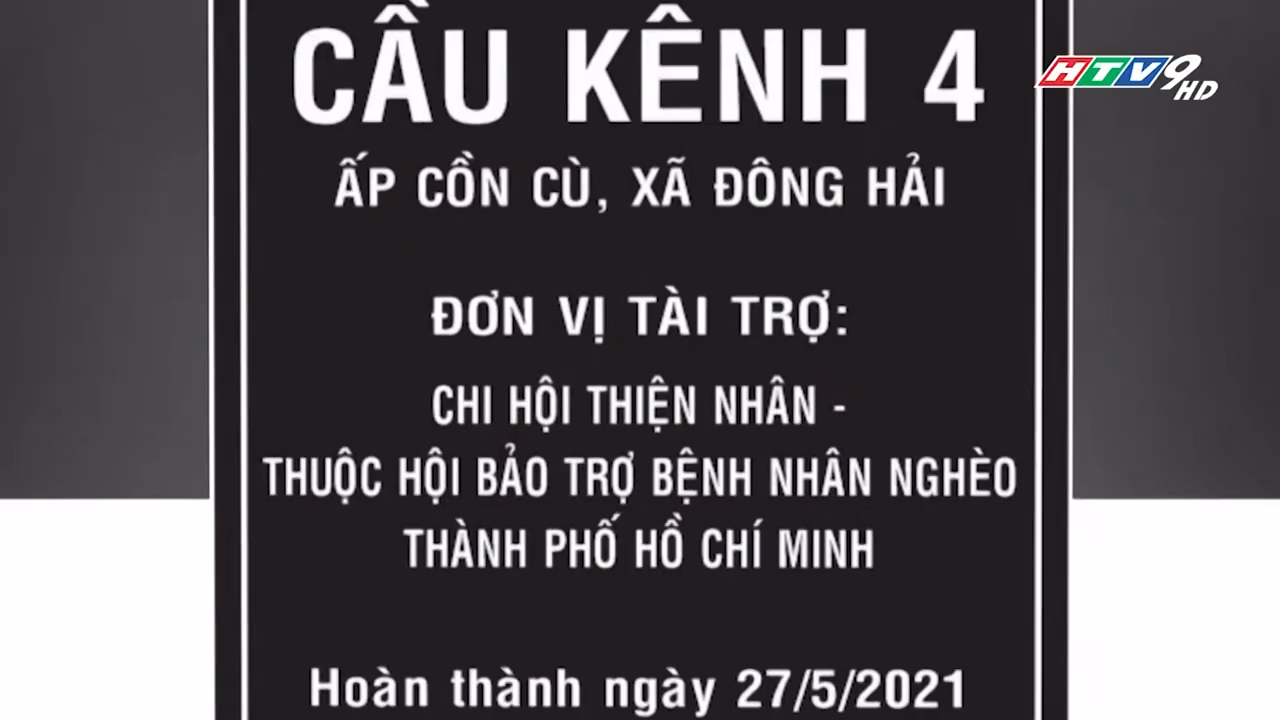 CẦU KÊNH 4
HTV9 HD
ẤP CỒN CÙ, XÃ ĐÔNG HẢI
ĐƠN VỊ TÀI TRỢ:
CHI HỘI THIỆN NHÂN -
THUỘC HỘI BẢO TRỢ BỆNH NHÂN NGHÈO
THÀNH PHỐ HỒ CHÍ MINH
Hoàn thành ngày 27/5/2021